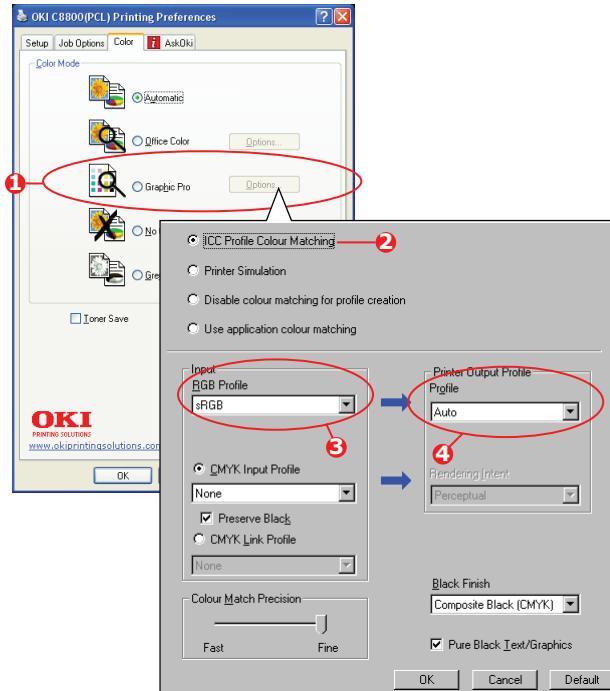 OKI C8800(PCL) Printing Preferences
Setup Job Options Color AskOki
Color Mode
Automatic
Office Color Options...
1
Graphic Pro Options...
No
Gre
Toner Save
OKI
PRINTING SOLUTIONS
www.okiprintingsolutions.com
OK
ICC Profile Colour Matching 2
Printer Simulation
Disable colour matching for profile creation
Use application colour matching
Input
RGB Profile
sRGB
3
CMYK Input Profile
None
Preserve Black
CMYK Link Profile
None
Colour Match Precision
Fast Fine
Printer Output Profile
Profile
Auto
4
Rendering Intent
Perceptual
Black Finish
Composite Black (CMYK)
Pure Black Text/Graphics
OK Cancel Default